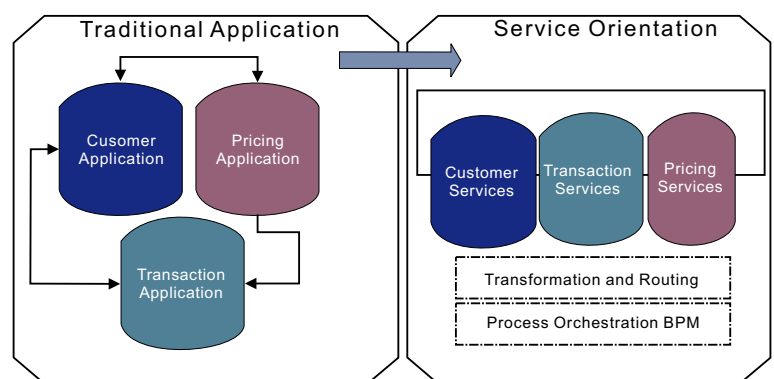 Traditional Application
Cusomer
Application
Pricing
Application
Transaction
Application
Service Orientation
Customer
Services
Transaction
Services
Pricing
Services
Transformation and Routing
Process Orchestration BPM